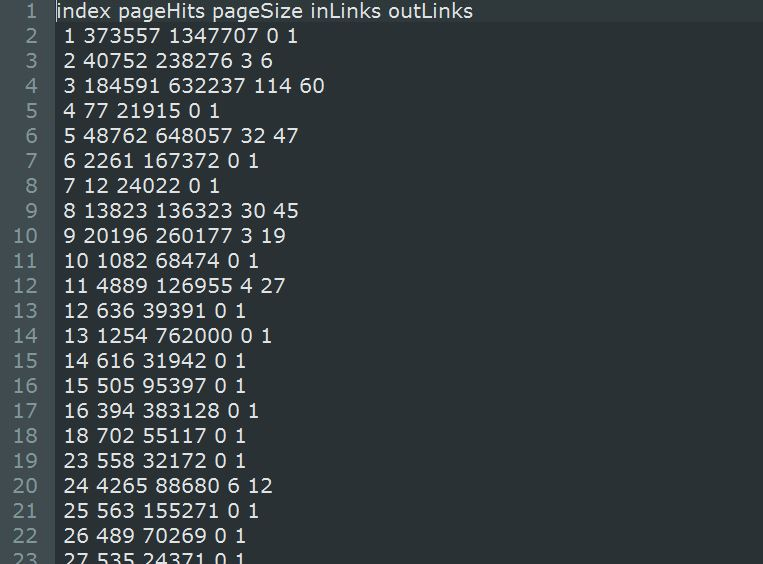 1 index pageHits pageSize inLinks outLinks
2 1 373557 1347707 0 1
3 2 40752 238276 3 6
4 3 184591 632237 114 60
5 4 77 21915 0 1
6 5 48762 648057 32 47
7 6 2261 167372 0 1
8 7 12 24022 0 1
9 8 13823 136323 30 45
10 9 20196 260177 3 19
11 10 1082 68474 0 1
12 11 4889 126955 4 27
13 12 636 39391 0 1
14 13 1254 762000 0 1
15 14 616 31942 0 1
16 15 505 95397 0 1
17 16 394 383128 0 1
18 18 702 55117 0 1
19 23 558 32172 0 1
20 24 4265 88680 6 12
21 25 563 155271 0 1
22 26 489 70269 0 1
23 27 535 24371 0 1